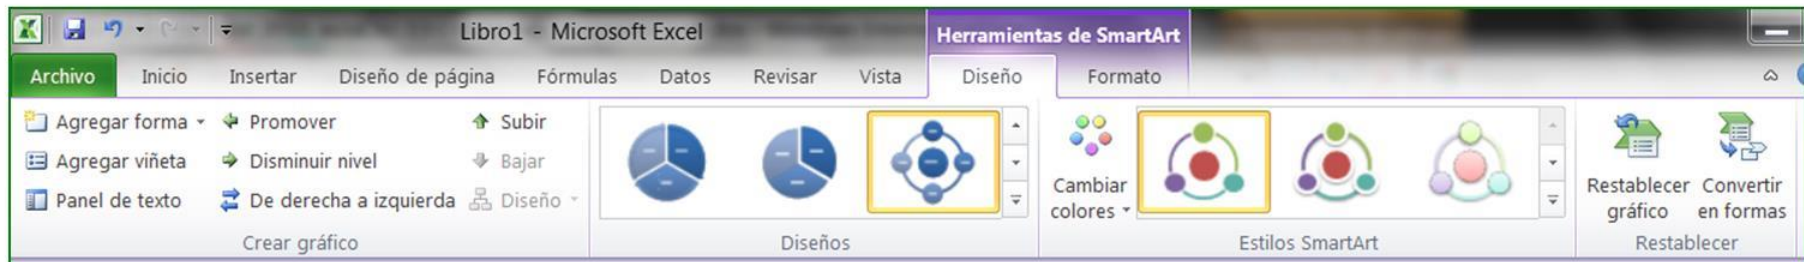 Libro1 - Microsoft Excel
Herramientas de SmartArt
Archivo Inicio Insertar Diseño de página Fórmulas Datos Revisar Vista Diseño Formato
Agregar forma Promover Subir
Agregar viñeta Disminuir nivel Bajar
Panel de texto De derecha a izquierda Diseño
Crear gráfico
Diseños
Cambiar
colores
Estilos SmartArt
Restablecer
gráfico
Convertir
en formas
Restablecer